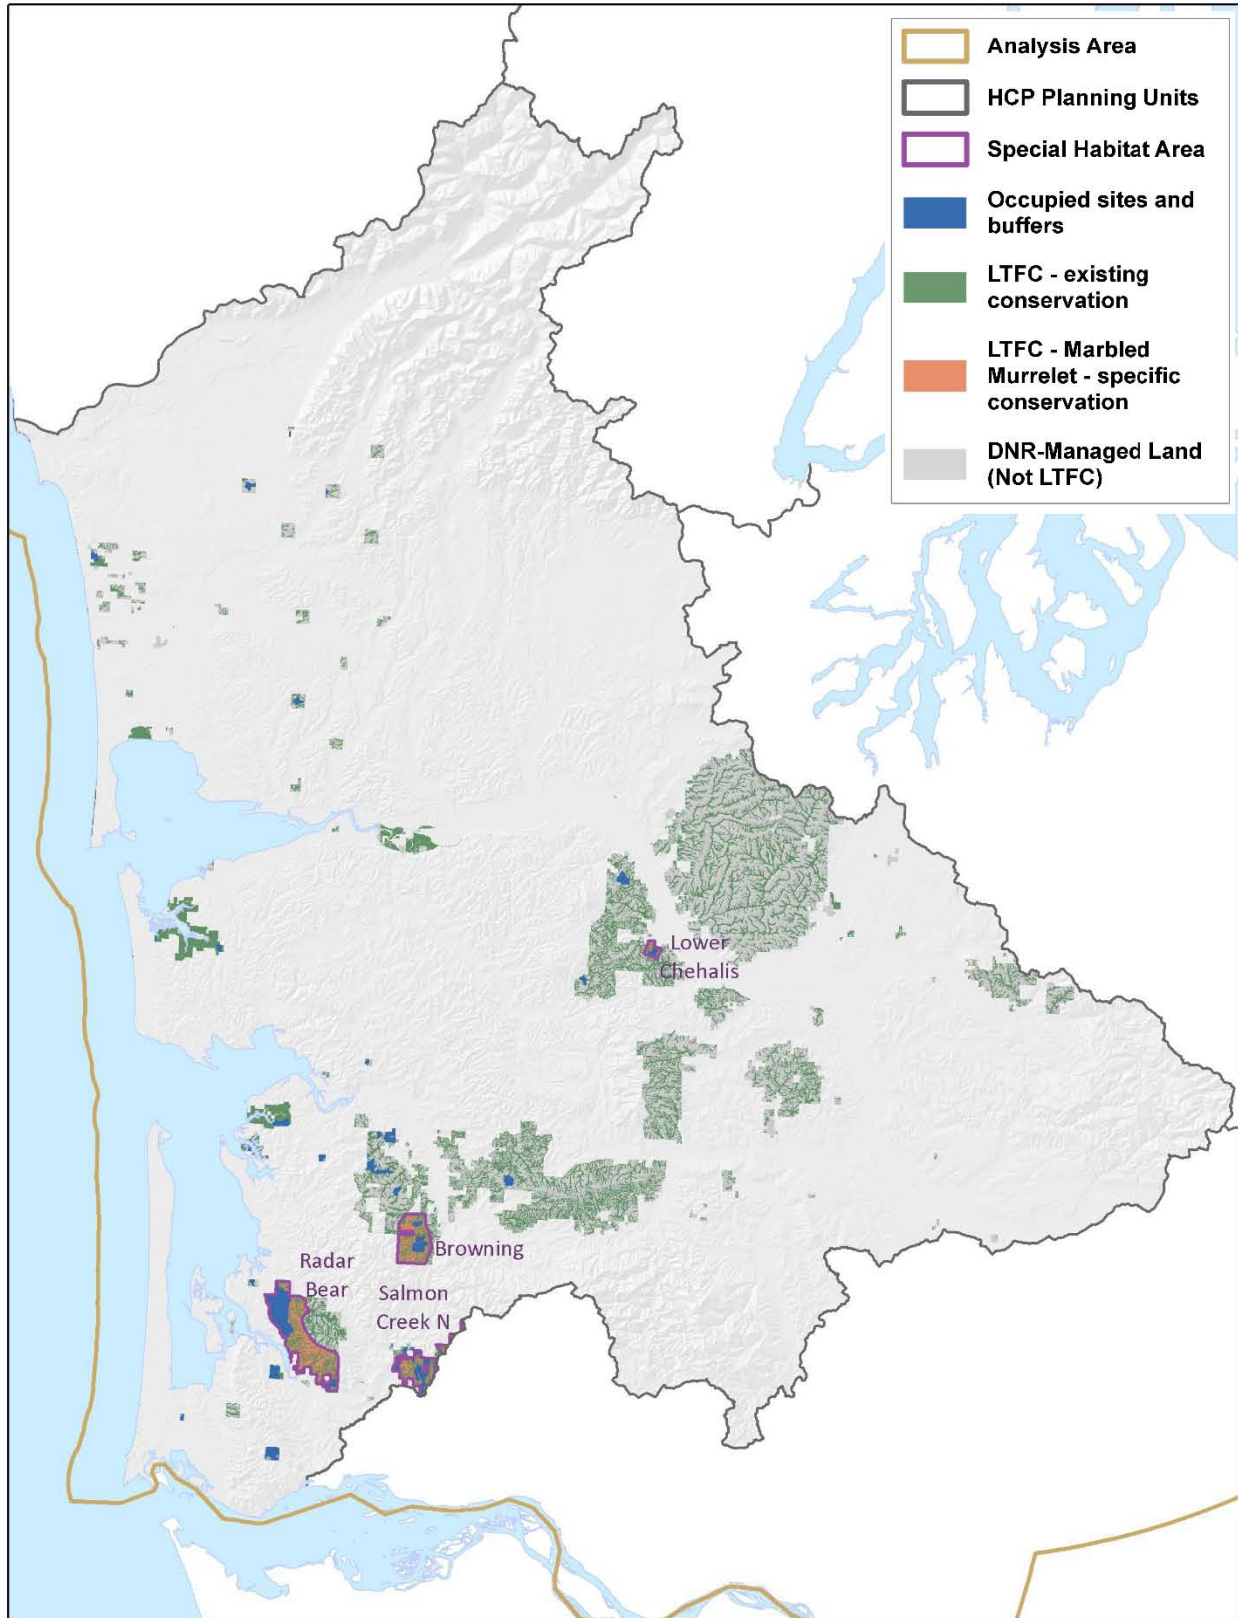 Analysis Area
HCP Planning Units
Special Habitat Area
Occupied sites and
buffers
LTFC - existing
conservation
LTFC - Marbled
Murrelet - specific
conservation
DNR-Managed Land
(Not LTFC)
Lower
Chehalis
Browning
Radar
Bear
Salmon
Creek N